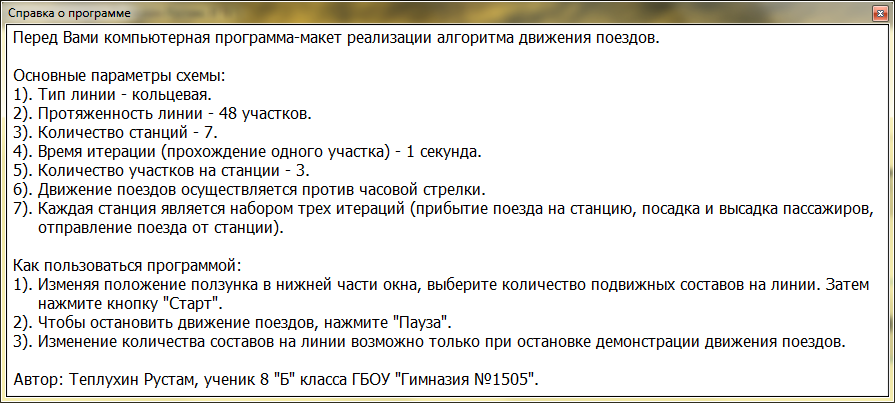 Справка о программе
Перед Вами компьютерная программа-макет реализации алгоритма движения поездов.
Основные параметры схемы:
1). Тип линии - кольцевая.
2). Протяженность линии - 48 участков.
3). Количество станций - 7.
4). Время итерации (прохождение одного участка) - 1 секунда.
5). Количество участков на станции - 3.
6). Движение поездов осуществляется против часовой стрелки.
7). Каждая станция является набором трех итераций (прибытие поезда на станцию, посадка и высадка пассажиров,
отправление поезда от станции).
Как пользоваться программой:
1). Изменяя положение ползунка в нижней части окна, выберите количество подвижных составов на линии. Затем
нажмите кнопку "Старт".
2). Чтобы остановить движение поездов, нажмите "Пауза".
3). Изменение количества составов на линии возможно только при остановке демонстрации движения поездов.
Автор: Теплухин Рустам, ученик 8 "Б" класса ГБОУ "Гимназия №1505".